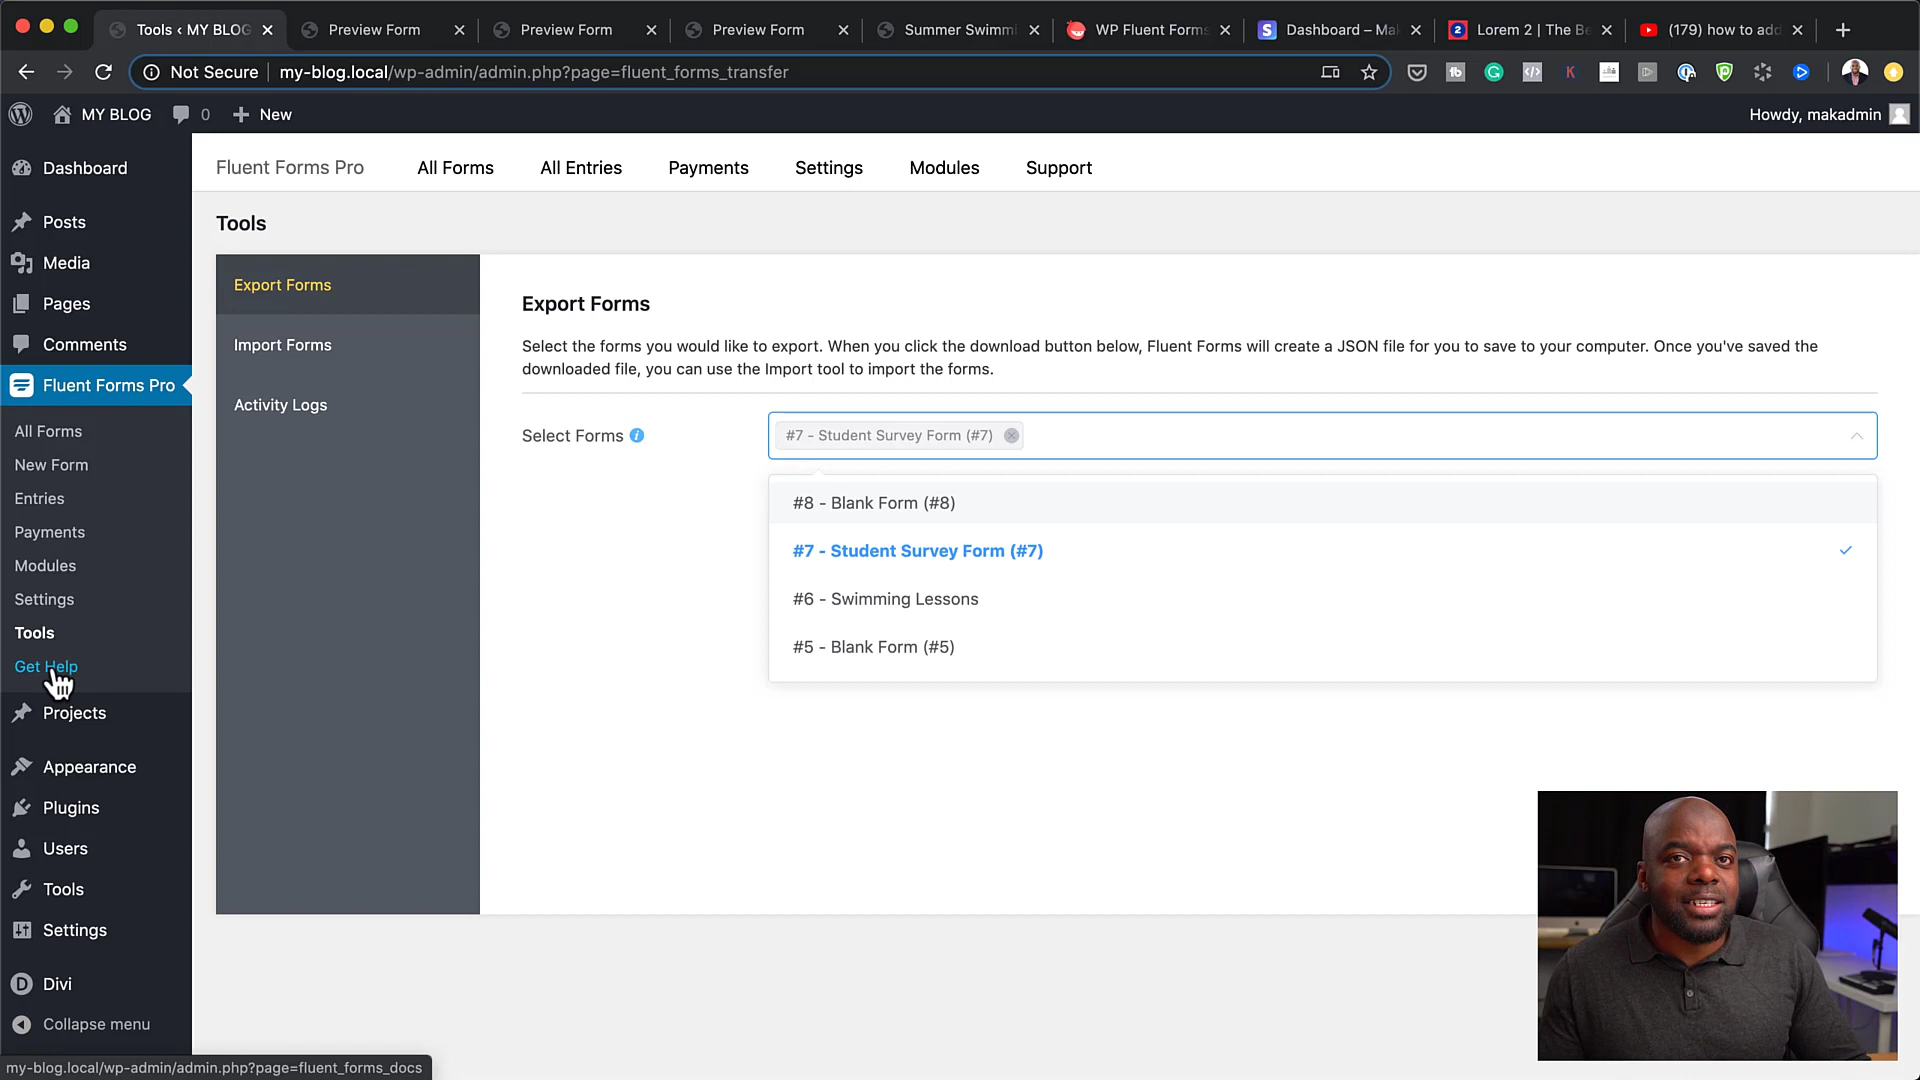 Tools ‹ MY BLOG
Preview Form
Preview Form
Preview Form
Summer Swimmi
WP Fluent Forms
Dashboard – Mak
2 Lorem 2 | The Be
(179) how to add
Not Secure | my-blog.local/wp-admin/admin.php?page=fluent_forms_transfer
MY BLOG 0 + New
Howdy, makadmin
Dashboard
Posts
Media
Pages
Comments
Fluent Forms Pro
All Forms
New Form
Entries
Payments
Modules
Settings
Tools
Get Help
Projects
Appearance
Plugins
Users
Tools
Settings
Divi
Collapse menu
Fluent Forms Pro All Forms All Entries Payments Settings Modules Support
Tools
Export Forms
Import Forms
Activity Logs
Export Forms
Select the forms you would like to export. When you click the download button below, Fluent Forms will create a JSON file for you to save to your computer. Once you've saved the
downloaded file, you can use the Import tool to import the forms.
Select Forms
#7 - Student Survey Form (#7)
#8 - Blank Form (#8)
#7 - Student Survey Form (#7)
#6 - Swimming Lessons
#5 - Blank Form (#5)
my-blog.local/wp-admin/admin.php?page=fluent_forms_docs